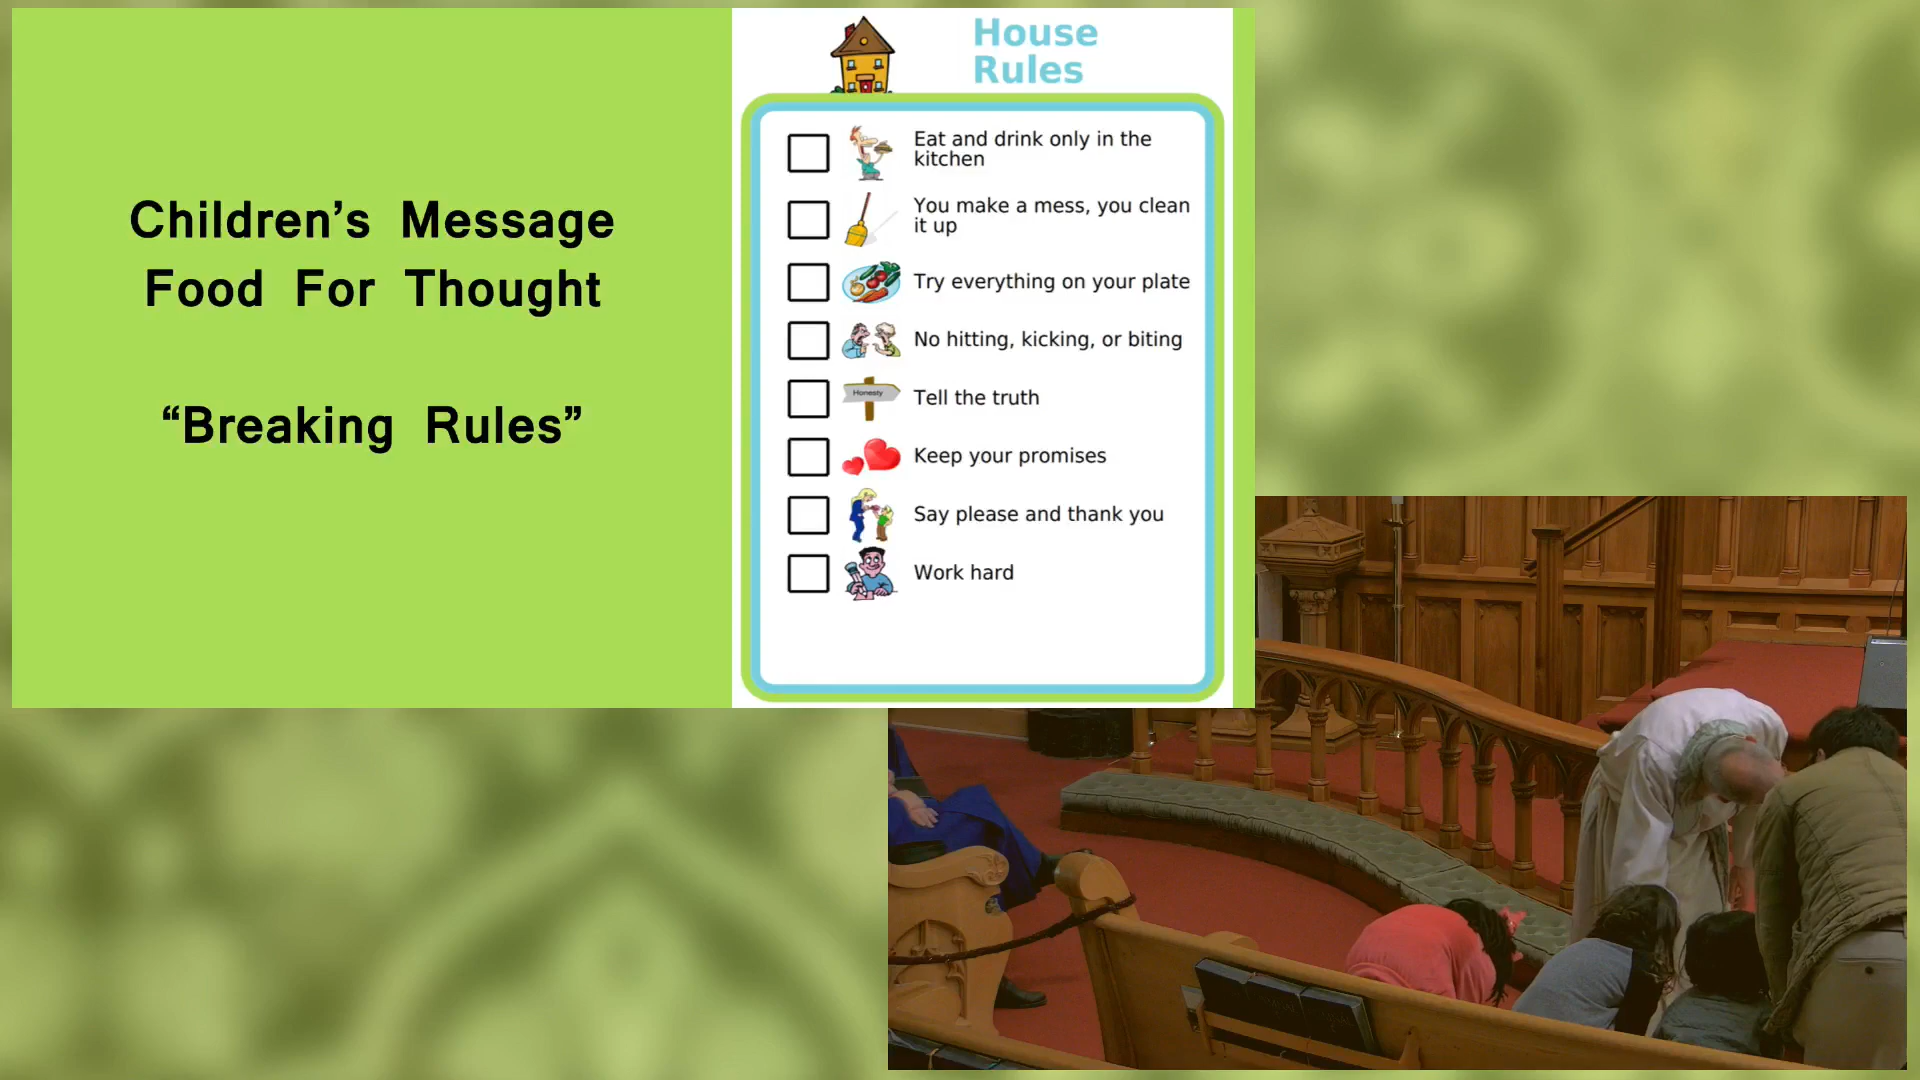 Children’s Message
Food For Thought
“Breaking Rules”
House
Rules
Eat and drink only in the
kitchen
You make a mess, you clean
it up
Try everything on your plate
No hitting, kicking, or biting
Honesty
Tell the truth
Keep your promises
Say please and thank you
Work hard